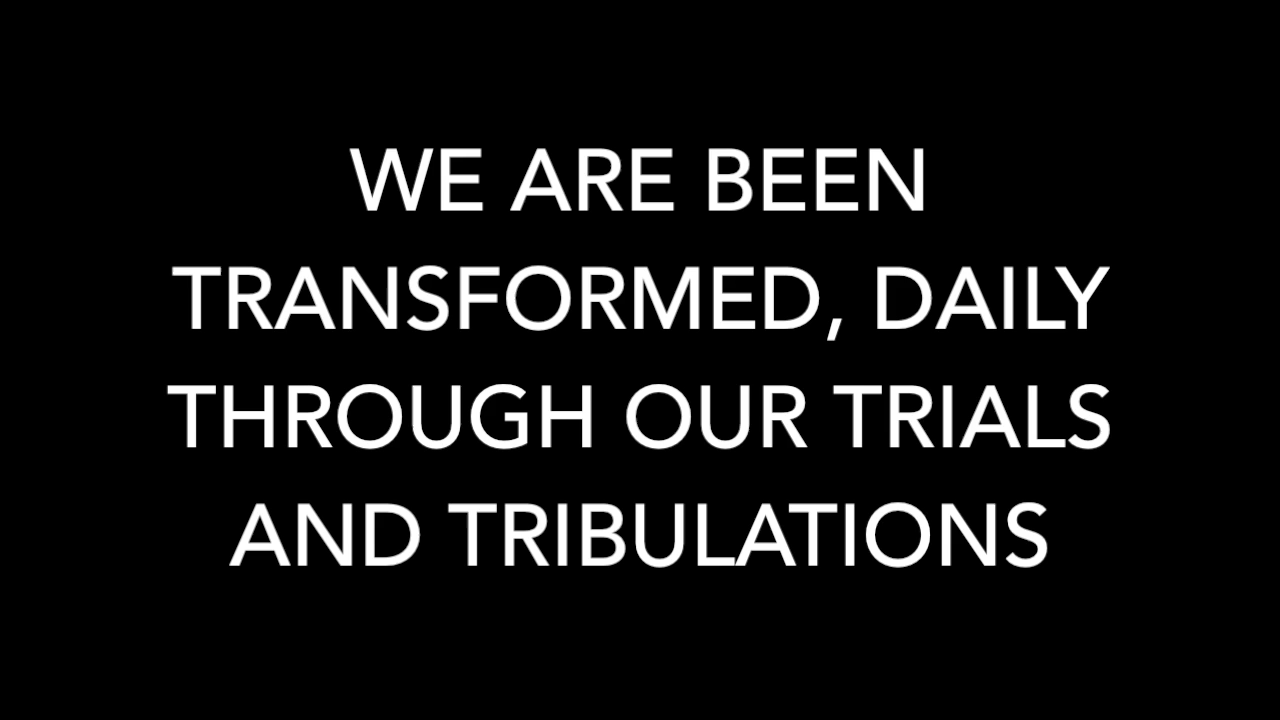 WE ARE BEEN
TRANSFORMED, DAILY
THROUGH OUR TRIALS
AND TRIBULATIONS